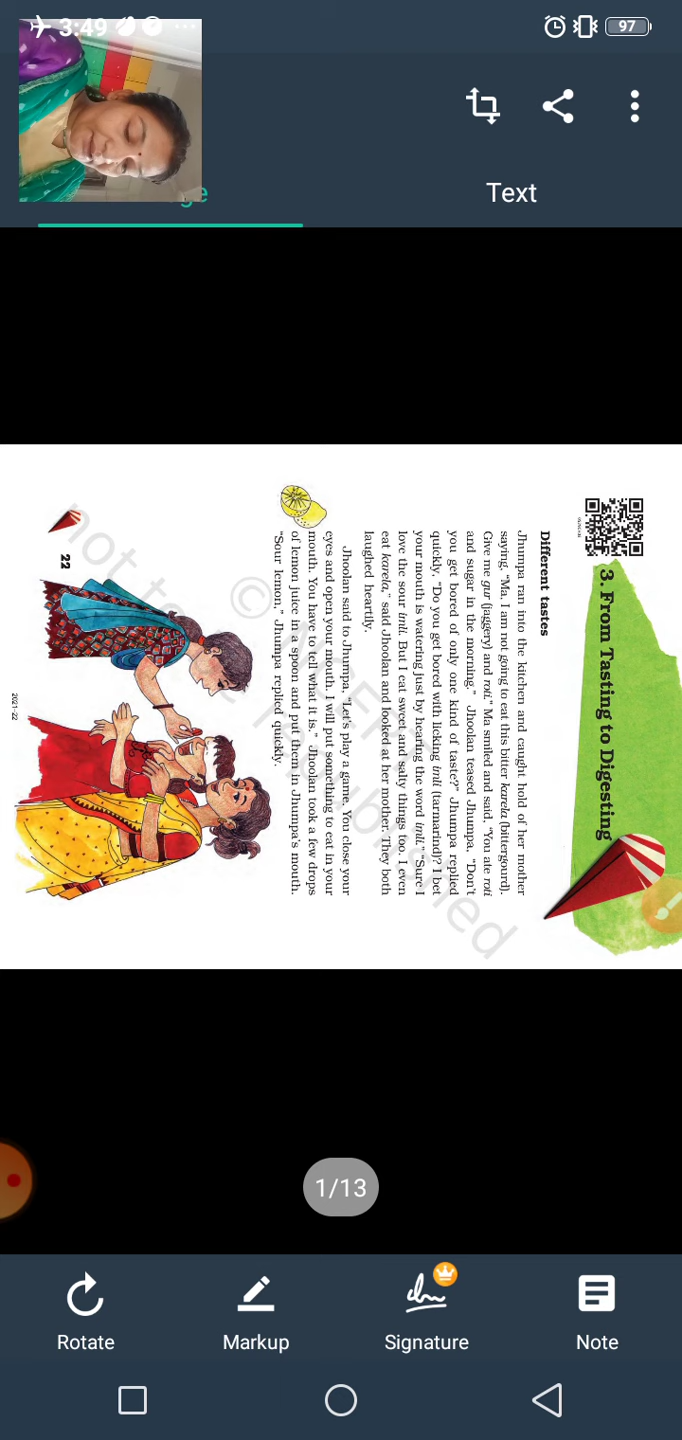 3:49
97
ge
Text
3. From Tasting to Digesting
Different tastes
Jhumpa ran into the kitchen and caught hold of her mother
saying, "Ma, I am not going to eat this bitter karela (bittergourd).
Give me gur (jaggery) and roti." Ma smiled and said, "You ate roti
and sugar in the morning." Jhoolan teased Jhumpa. "Don't
you get bored of only one kind of taste?" Jhumpa replied
quickly, "Do you get bored with licking imli (tarmarind)? I bet
your mouth is watering just by hearing the word imli." "Sure I
love the sour imli. But I eat sweet and salty things too. I even
eat karela," said Jhoolan and looked at her mother. They both
laughed heartily.
Jhoolan said to Jhumpa, "Let's play a game. You close your
eyes and open your mouth. I will put something to eat in your
mouth. You have to tell what it is." Jhoolan took a few drops
of lemon juice in a spoon and put them in Jhumpa's mouth.
"Sour lemon," Jhumpa replied quickly.
22
2021-22
not to be republished
1/13
Rotate
Markup
Signature
Note